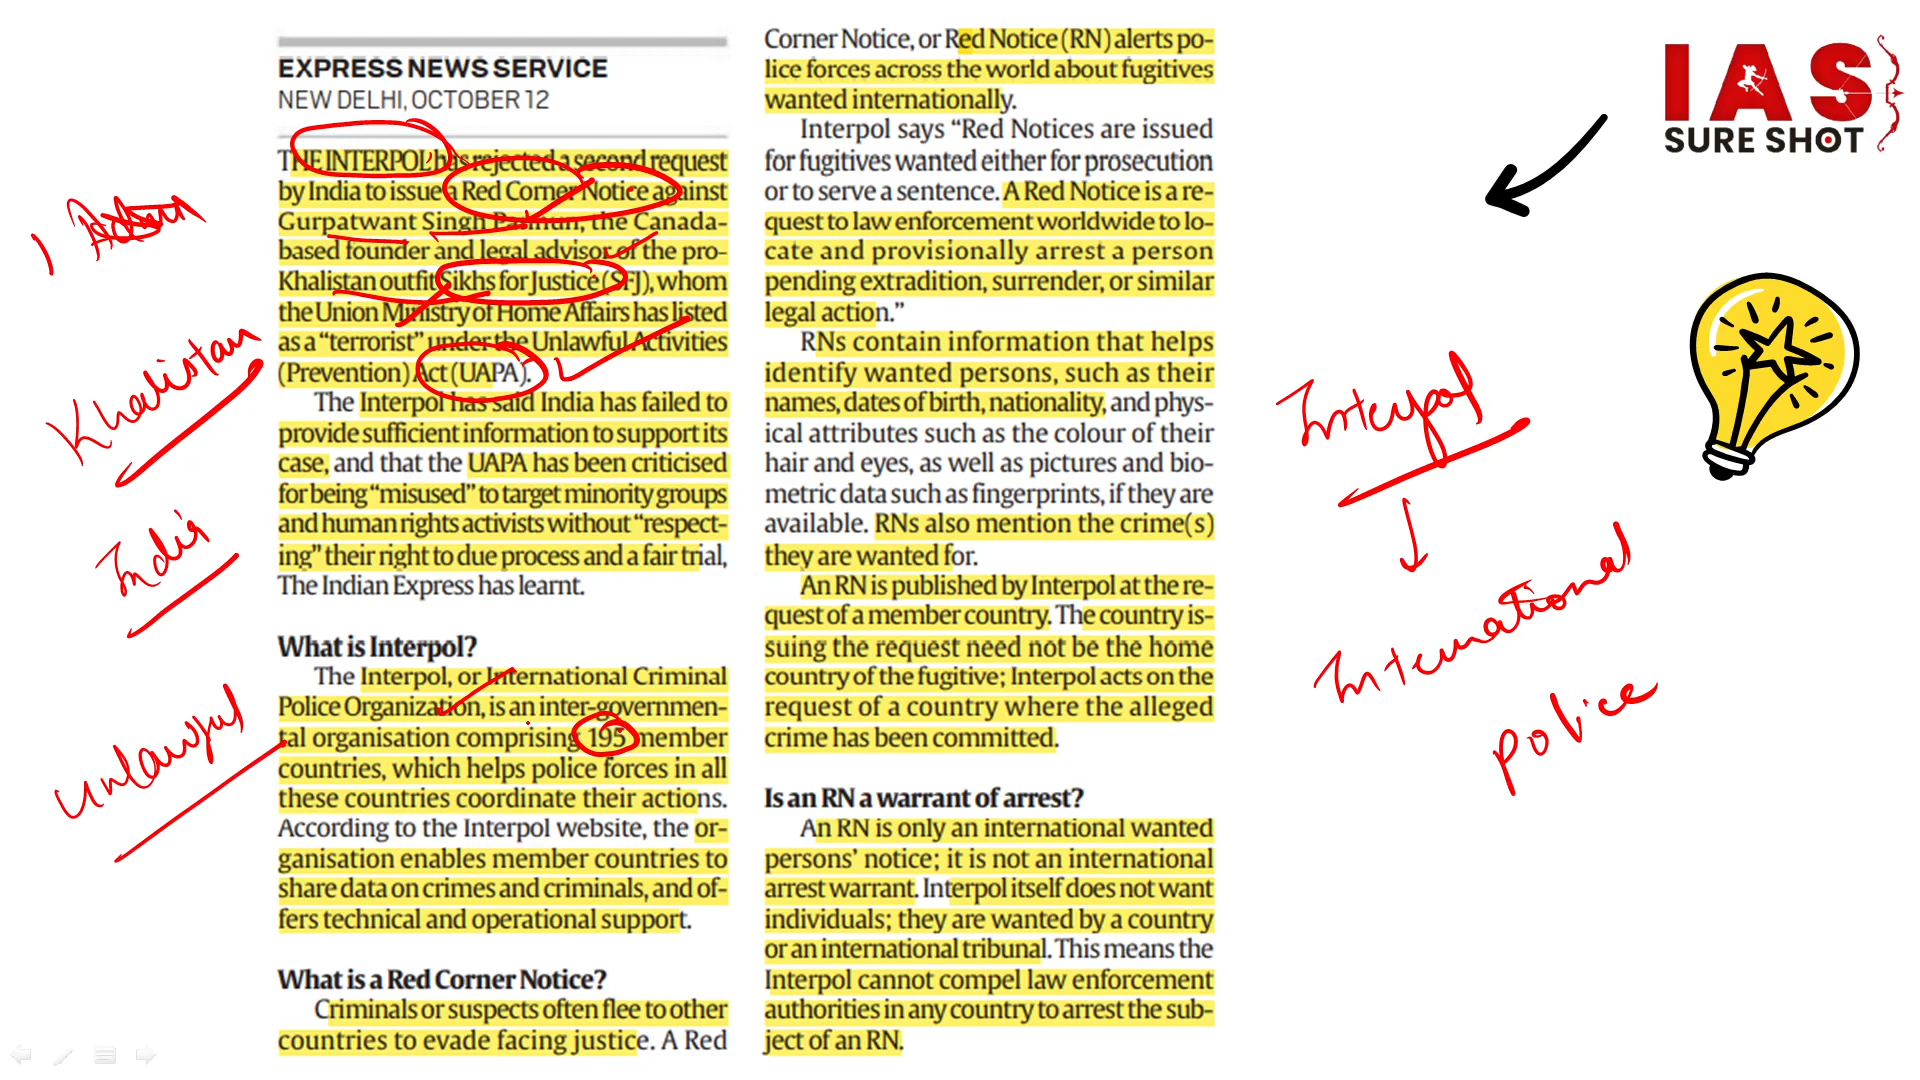 EXPRESS NEWS SERVICE
NEW DELHI, OCTOBER 12
THE INTERPOL has rejected a second request
by India to issue a Red Corner Notice against
Gurpatwant Singh Pannun, the Canada-
based founder and legal advisor of the pro-
Khalistan outfit Sikhs for Justice (SFJ), whom
the Union Ministry of Home Affairs has listed
as a "terrorist" under the Unlawful Activities
(Prevention) Act (UAPA).
The Interpol has said India has failed to
provide sufficient information to support its
case, and that the UAPA has been criticised
for being "misused" to target minority groups
and human rights activists without "respect-
ing" their right to due process and a fair trial,
The Indian Express has learnt.
What is Interpol?
The Interpol, or International Criminal
Police Organization, is an inter-governmen-
tal organisation comprising 195 member
countries, which helps police forces in all
these countries coordinate their actions.
According to the Interpol website, the or-
ganisation enables member countries to
share data on crimes and criminals, and of-
fers technical and operational support.
What is a Red Corner Notice?
Criminals or suspects often flee to other
countries to evade facing justice. A Red
Corner Notice, or Red Notice (RN) alerts po-
lice forces across the world about fugitives
wanted internationally.
Interpol says "Red Notices are issued
for fugitives wanted either for prosecution
or to serve a sentence. A Red Notice is a re-
quest to law enforcement worldwide to lo-
cate and provisionally arrest a person
pending extradition, surrender, or similar
legal action."
RNs contain information that helps
identify wanted persons, such as their
names, dates of birth, nationality, and phys-
ical attributes such as the colour of their
hair and eyes, as well as pictures and bio-
metric data such as fingerprints, if they are
available. RNs also mention the crime(s)
they are wanted for.
An RN is published by Interpol at the re-
quest of a member country. The country is-
suing the request need not be the home
country of the fugitive; Interpol acts on the
request of a country where the alleged
crime has been committed.
Is an RN a warrant of arrest?
An RN is only an international wanted
persons' notice; it is not an international
arrest warrant. Interpol itself does not want
individuals; they are wanted by a country
or an international tribunal. This means the
Interpol cannot compel law enforcement
authorities in any country to arrest the sub-
ject of an RN.
Khalistan
India
unlawful
Interpol
International
Police
IAS
SURE SHOT